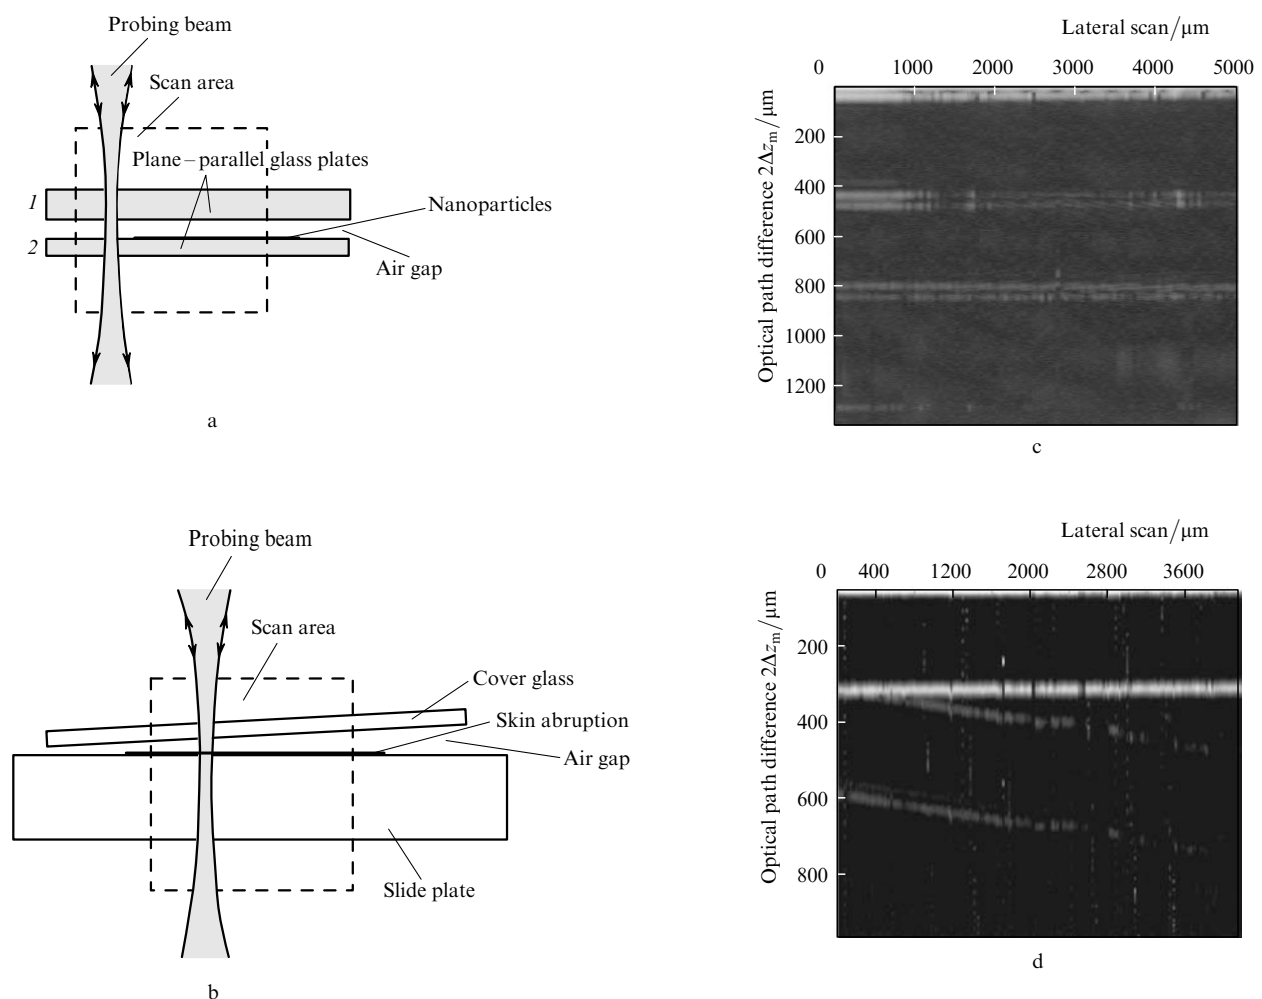 Probing beam
Scan area
Plane – parallel glass plates
1
Nanoparticles
2
Air gap
a
Lateral scan/μm
0 1000 2000 3000 4000 5000
Optical path difference 2Δzm/μm
200
400
600
800
1000
1200
c
Probing beam
Scan area
Cover glass
Skin abruption
Air gap
Slide plate
b
Lateral scan/μm
0 400 1200 2000 2800 3600
Optical path difference 2Δzm/μm
200
400
600
800
d